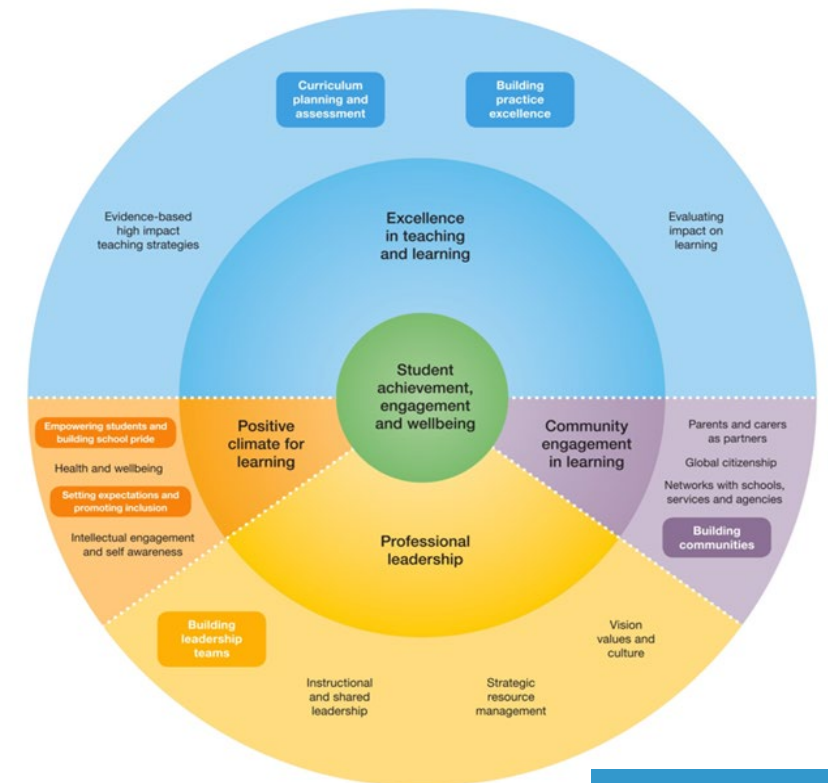 Curriculum
planning and
assessment
Building
practice
excellence
Evidence-based
high impact
teaching strategies
Excellence
in teaching
and learning
Evaluating
impact on
learning
Student
achievement,
engagement
and wellbeing
Empowering students and
building school pride
Health and wellbeing
Setting expectations and
promoting inclusion
Intellectual engagement
and self awareness
Positive
climate for
learning
Community
engagement
in learning
Parents and carers
as partners
Global citizenship
Networks with schools,
services and agencies
Building
communities
Professional
leadership
Building
leadership
teams
Instructional
and shared
leadership
Strategic
resource
management
Vision
values and
culture